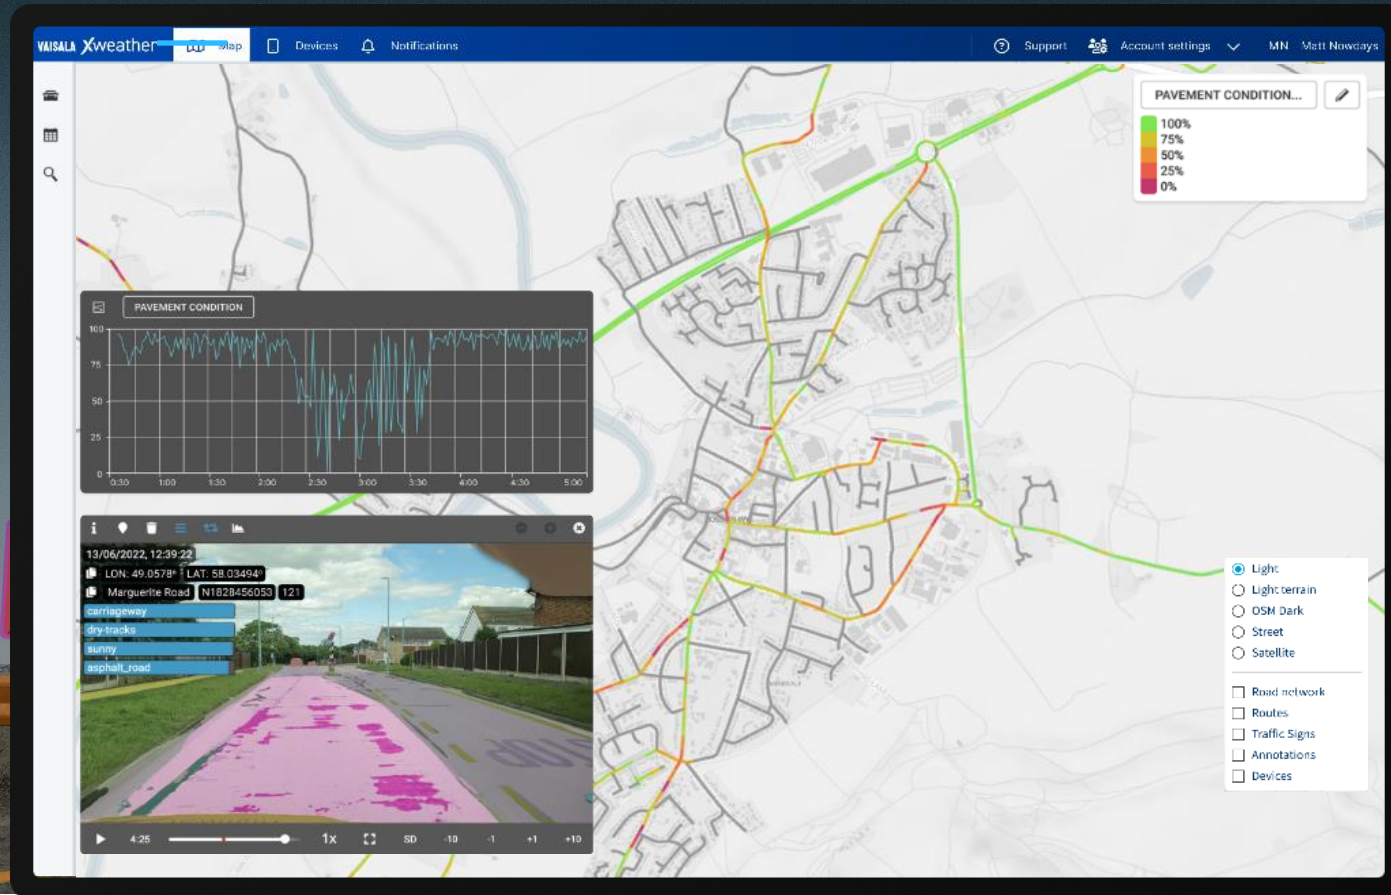 VAISALA Xweather
Map
Devices
Notifications
Support
Account settings
MN Matt Nowdays
PAVEMENT CONDITION...
100%
75%
50%
25%
0%
PAVEMENT CONDITION
100
75
50
25
0
0:30 1:00 1:30 2:00 2:30 3:00 3:30 4:00 4:30 5:00
13/06/2022, 12:39:22
LON: 49.0578° LAT: 58.03494°
Marguerite Road N1828456053 121
carriageway
dry-tracks
sunny
asphalt_road
4:25 1x SD -10 -1 +1 +10
Light
Light terrain
OSM Dark
Street
Satellite
Road network
Routes
Traffic Signs
Annotations
Devices